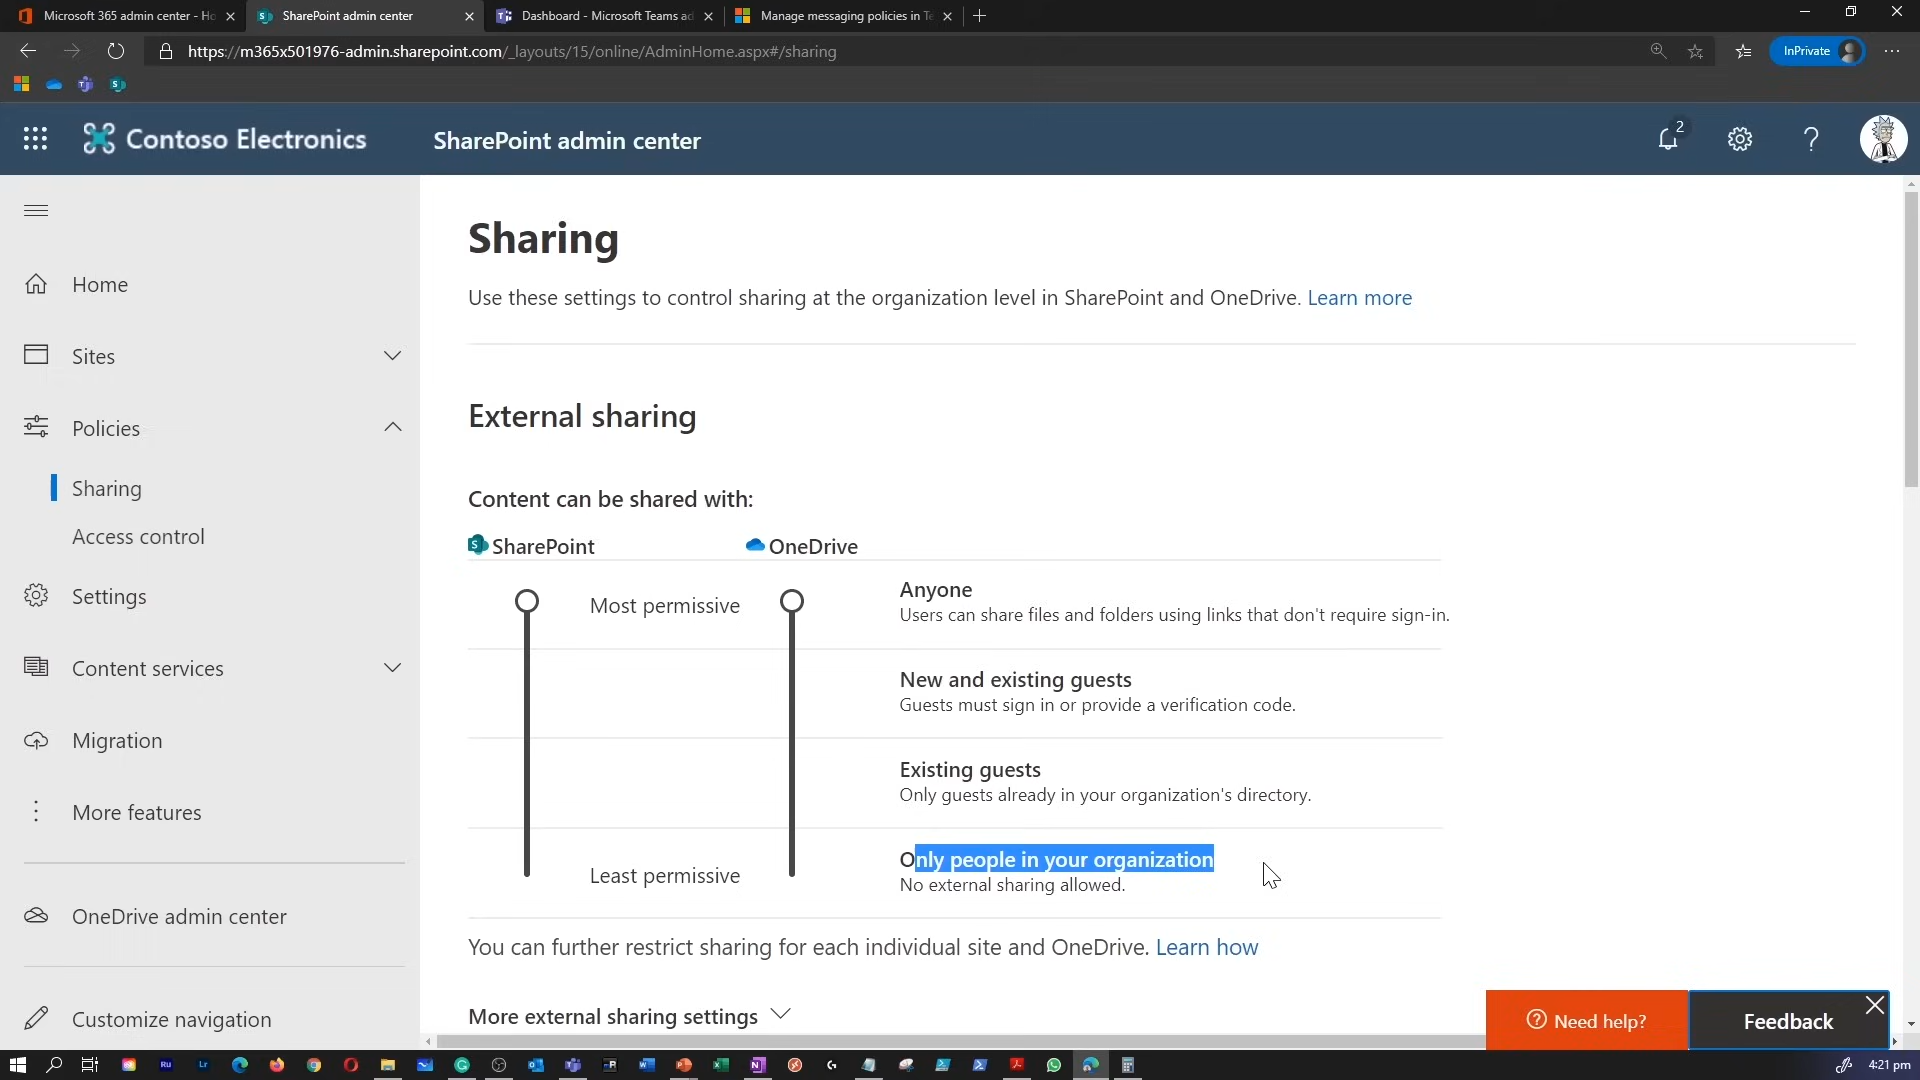 Microsoft 365 admin center - Ho
SharePoint admin center
Dashboard - Microsoft Teams ad
Manage messaging policies in Te
https://m365x501976-admin.sharepoint.com/_layouts/15/online/AdminHome.aspx#/sharing
InPrivate
Contoso Electronics
SharePoint admin center
2
Home
Sites
Policies
Sharing
Access control
Settings
Content services
Migration
More features
OneDrive admin center
Customize navigation
Sharing
Use these settings to control sharing at the organization level in SharePoint and OneDrive. Learn more
External sharing
Content can be shared with:
SharePoint
OneDrive
Most permissive
Anyone
Users can share files and folders using links that don't require sign-in.
New and existing guests
Guests must sign in or provide a verification code.
Existing guests
Only guests already in your organization's directory.
Least permissive
Only people in your organization
No external sharing allowed.
You can further restrict sharing for each individual site and OneDrive. Learn how
More external sharing settings
Need help?
Feedback
4:21 pm